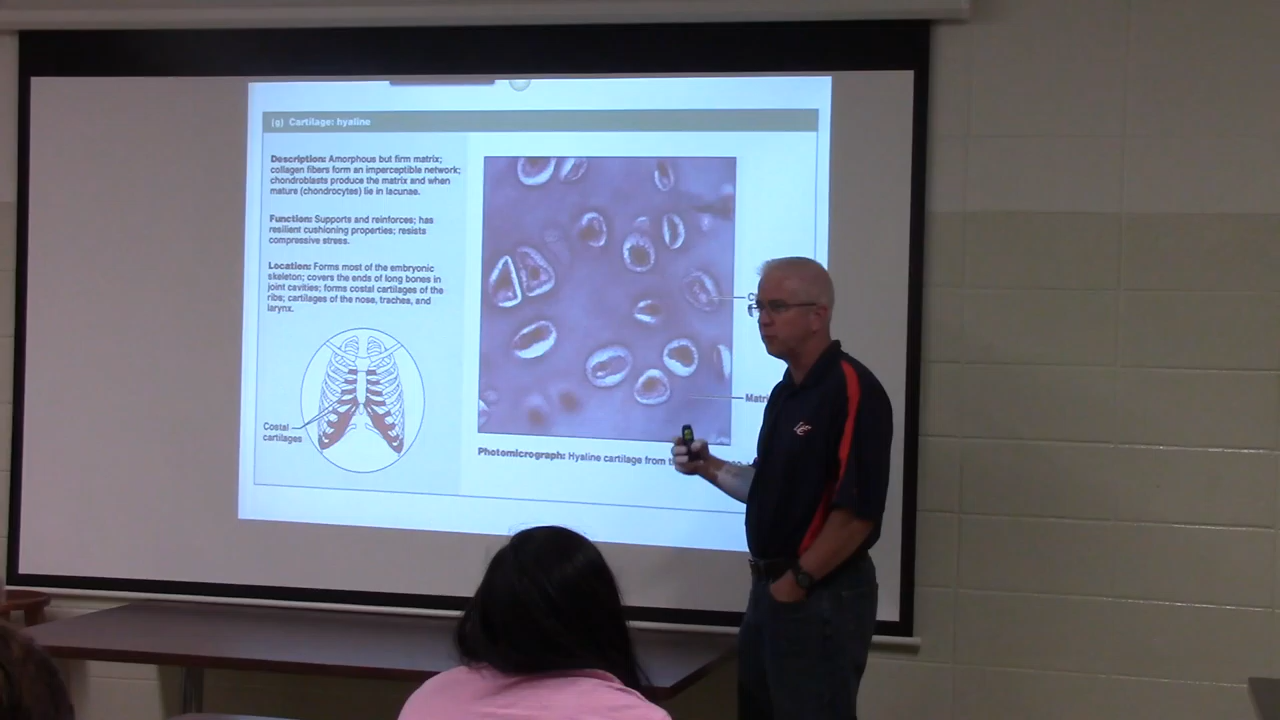 (g) Cartilage: hyaline
Description: Amorphous but firm matrix;
collagen fibers form an imperceptible network;
chondroblasts produce the matrix and when
mature (chondrocytes) lie in lacunae.
Function: Supports and reinforces; has
resilient cushioning properties; resists
compressive stress.
Location: Forms most of the embryonic
skeleton; covers the ends of long bones in
joint cavities; forms costal cartilages of the
ribs; cartilages of the nose, trachea, and
larynx.
Costal
cartilages
Photomicrograph: Hyaline cartilage from